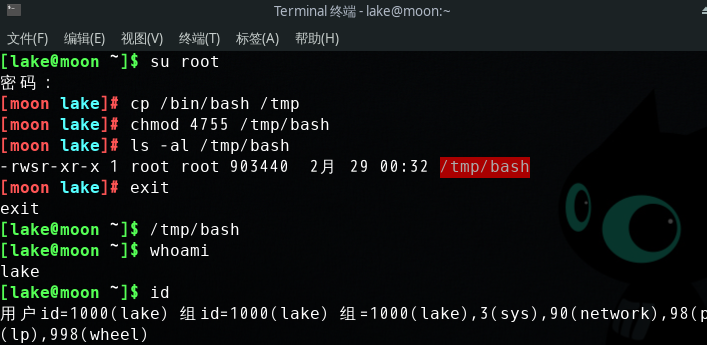 Terminal 终端 - lake@moon:~
文件(F) 编辑(E) 视图(V) 终端(T) 标签(A) 帮助(H)
[lake@moon ~]$ su root
密码：
[moon lake]# cp /bin/bash /tmp
[moon lake]# chmod 4755 /tmp/bash
[moon lake]# ls -al /tmp/bash
-rwsr-xr-x 1 root root 903440 2月 29 00:32 /tmp/bash
[moon lake]# exit
exit
[lake@moon ~]$ /tmp/bash
[lake@moon ~]$ whoami
lake
[lake@moon ~]$ id
用户id=1000(lake) 组id=1000(lake) 组=1000(lake),3(sys),90(network),98(p
(lp),998(wheel)